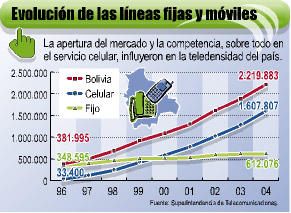 Evolución de las líneas fijas y móviles
La apertura del mercado y la competencia, sobre todo en
el servicio celular, influyeron en la teledensidad del país.
2.500.000
2.000.000
1.500.000
1.000.000
500.000
0
Bolivia
Celular
Fijo
2.219.883
1.607.807
612.076
381.995
348.595
33.400
96 97 98 99 00 01 02 03 04
Fuente: Superintendencia de Telecomunicaciones.